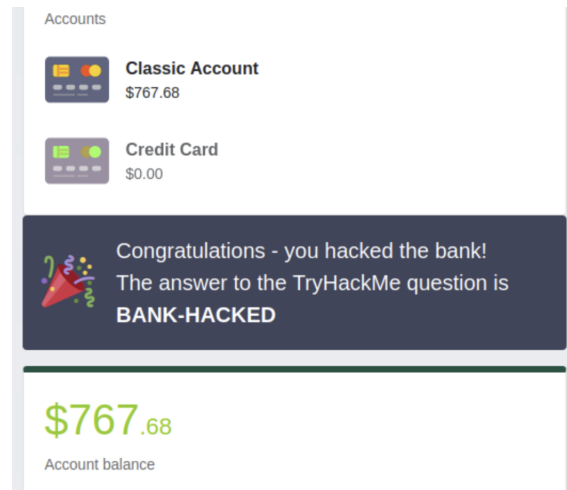 Accounts
Classic Account
$767.68
Credit Card
$0.00
Congratulations - you hacked the bank!
The answer to the TryHackMe question is
BANK-HACKED
$767.68
Account balance